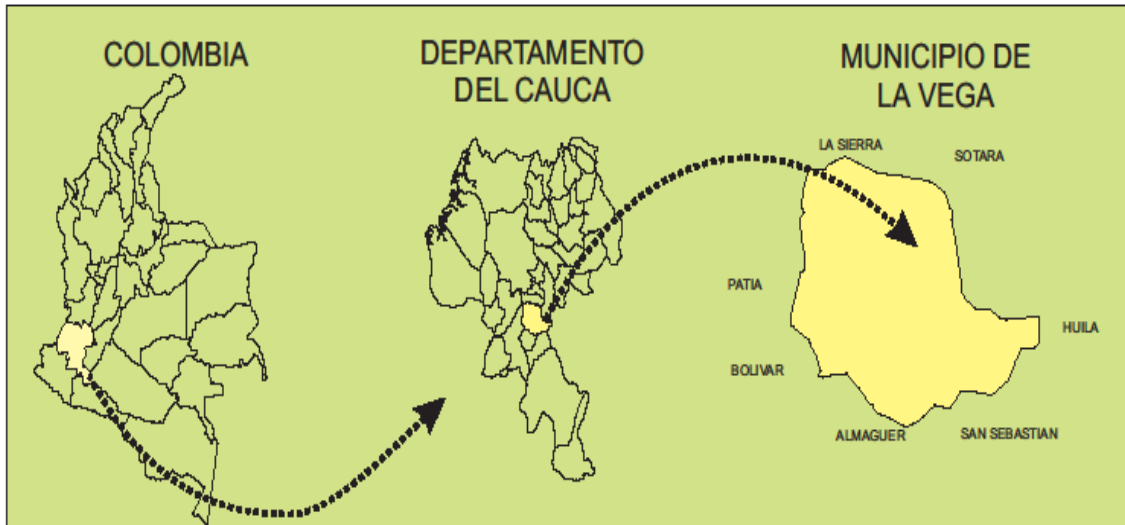 COLOMBIA
DEPARTAMENTO
DEL CAUCA
MUNICIPIO DE
LA VEGA
LA SIERRA
SOTARA
PATIA
HUILA
BOLIVAR
ALMAGUER
SAN SEBASTIAN